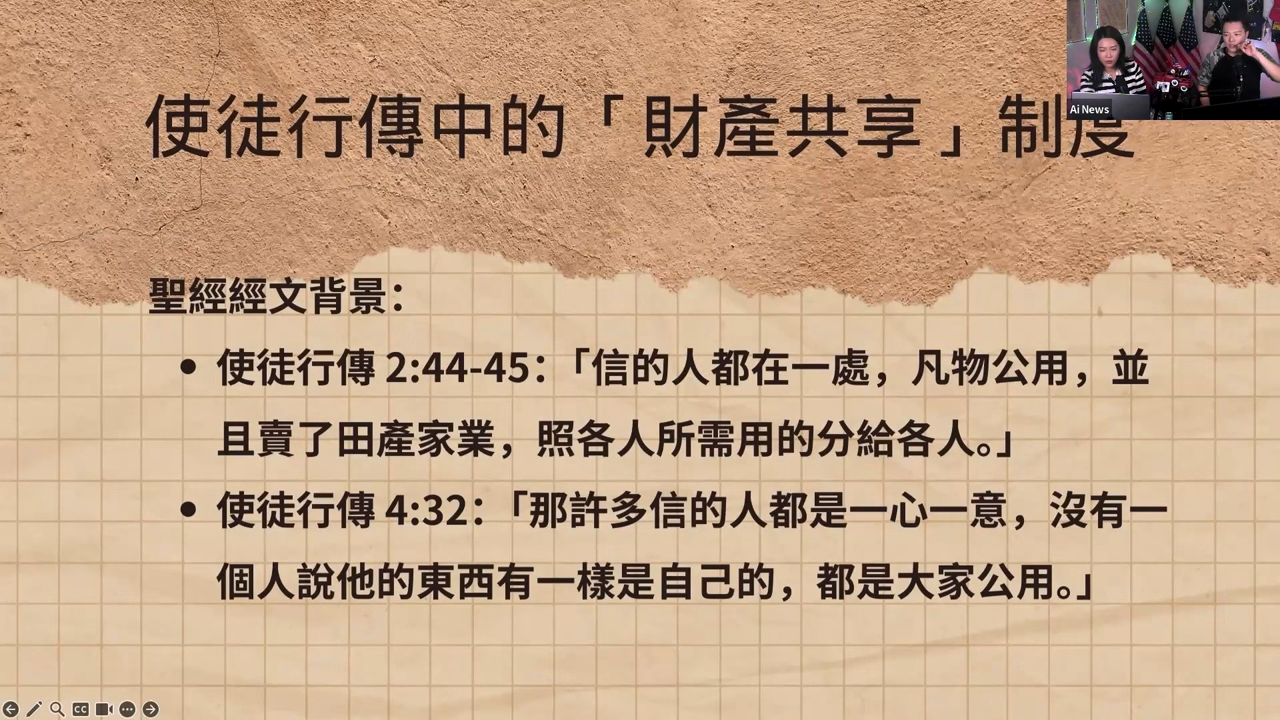 使徒行傳中的「財產共享」制度
Ai News
聖經經文背景：
• 使徒行傳 2:44-45：「信的人都在一處，凡物公用，並
且賣了田產家業，照各人所需用的分給各人。」
• 使徒行傳 4:32：「那許多信的人都是一心一意，沒有一
個人說他的東西有一樣是自己的，都是大家公用。」
CC